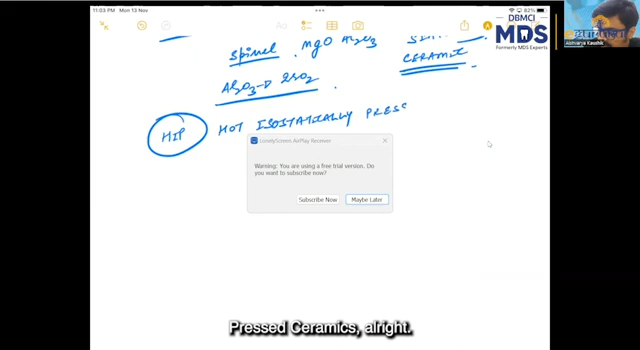 11:03 PM Mon 13 Nov
82%
Aa
DBMCI
MDS
Formerly MDS Experts
Spinel MgO Al2O3
CERAMIC
Al2O3-D ZrO2
HIP HOT ISOSTATICALLY PRESS
LonelyScreen AirPlay Receiver
Warning: You are using a free trial version. Do
you want to subscribe now?
Subscribe Now Maybe Later
Pressed Ceramics, alright.